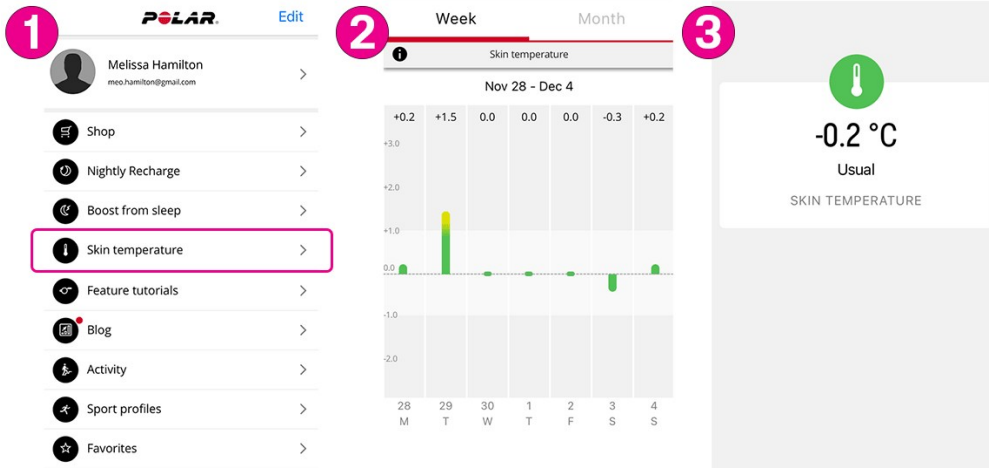 1
POLAR.
Edit
Melissa Hamilton
meo.hamilton@gmail.com
Shop
Nightly Recharge
Boost from sleep
Skin temperature
Feature tutorials
Blog
Activity
Sport profiles
Favorites
2
Week Month
Skin temperature
Nov 28 - Dec 4
+0.2 +1.5 0.0 0.0 0.0 -0.3 +0.2
+3.0
+2.0
+1.0
0.0
-1.0
-2.0
28 29 30 1 2 3 4
M T W T F S S
3
-0.2 °C
Usual
SKIN TEMPERATURE